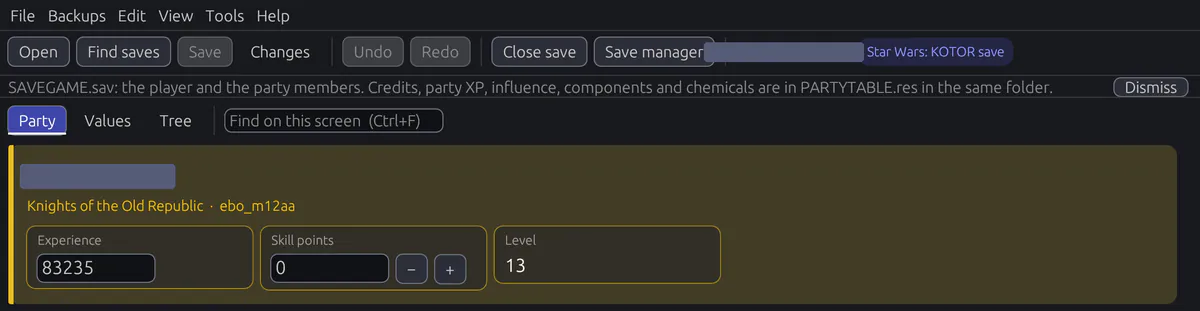 File Backups Edit View Tools Help
Open Find saves Save Changes Undo Redo Close save Save manager Star Wars: KOTOR save
SAVEGAME.sav: the player and the party members. Credits, party XP, influence, components and chemicals are in PARTYTABLE.res in the same folder. Dismiss
Party Values Tree Find on this screen (Ctrl+F)
Knights of the Old Republic · ebo_m12aa
Experience Skill points Level
83235 0 − + 13